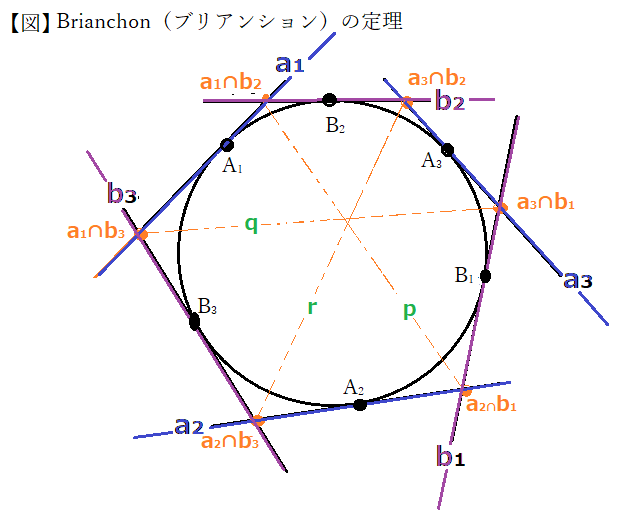 【図】Brianchon（ブリアンション）の定理
a₁
a₁∩b₂
a₃∩b₂
b₂
B₂
A₁
A₃
b₃
a₁∩b₃
q
a₃∩b₁
B₁
a₃
B₃
r
p
A₂
a₂
a₂∩b₃
a₂∩b₁
b₁